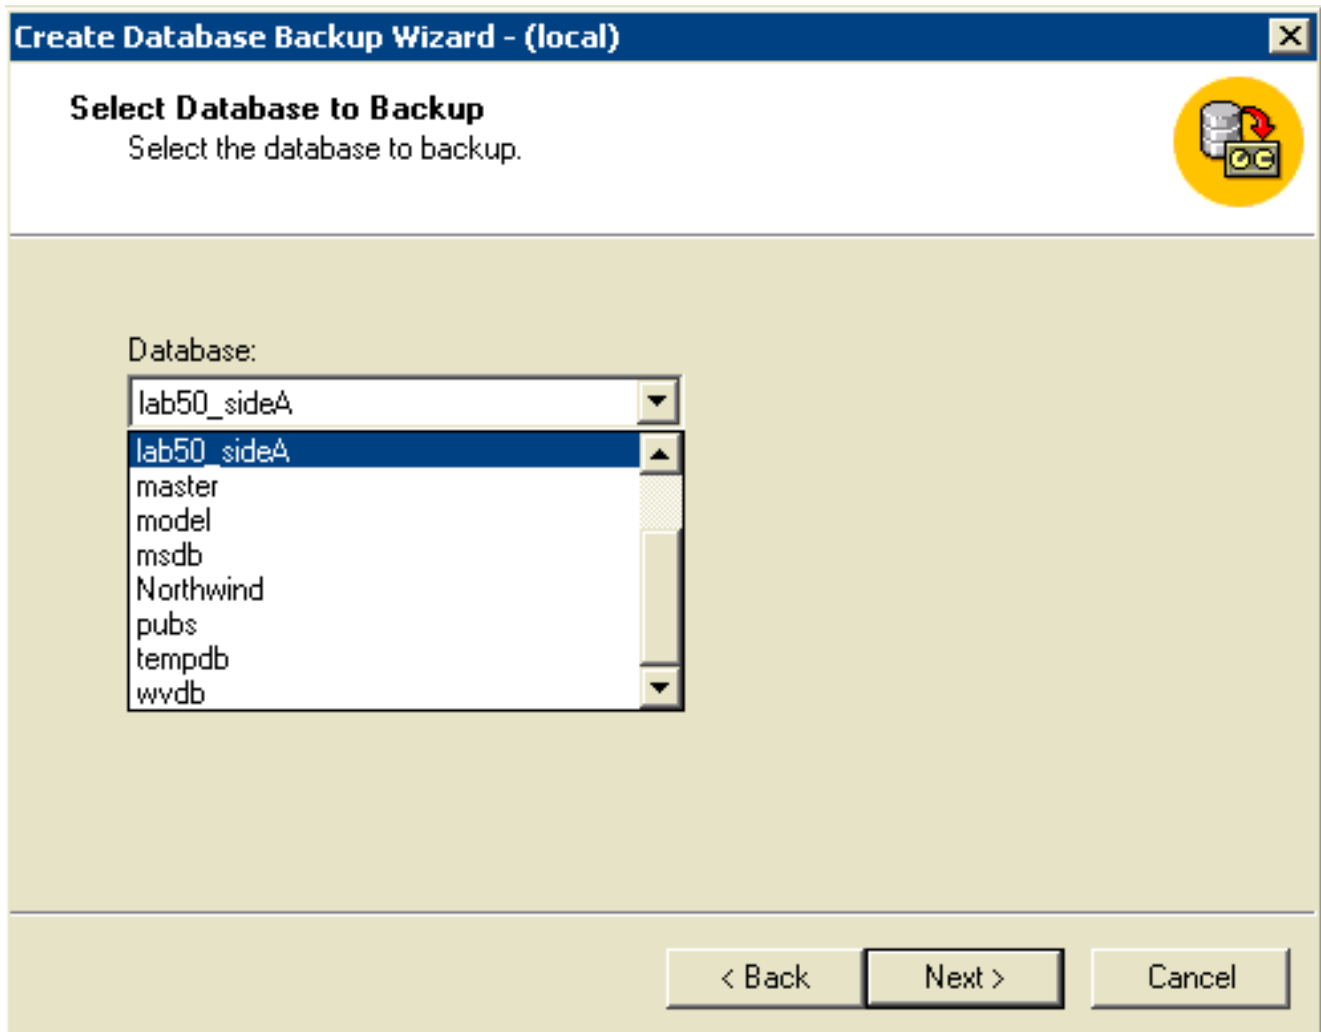 Create Database Backup Wizard - (local)
Select Database to Backup
Select the database to backup.
Database:
lab50_sideA
lab50_sideA
master
model
msdb
Northwind
pubs
tempdb
wvdb
< Back
Next >
Cancel